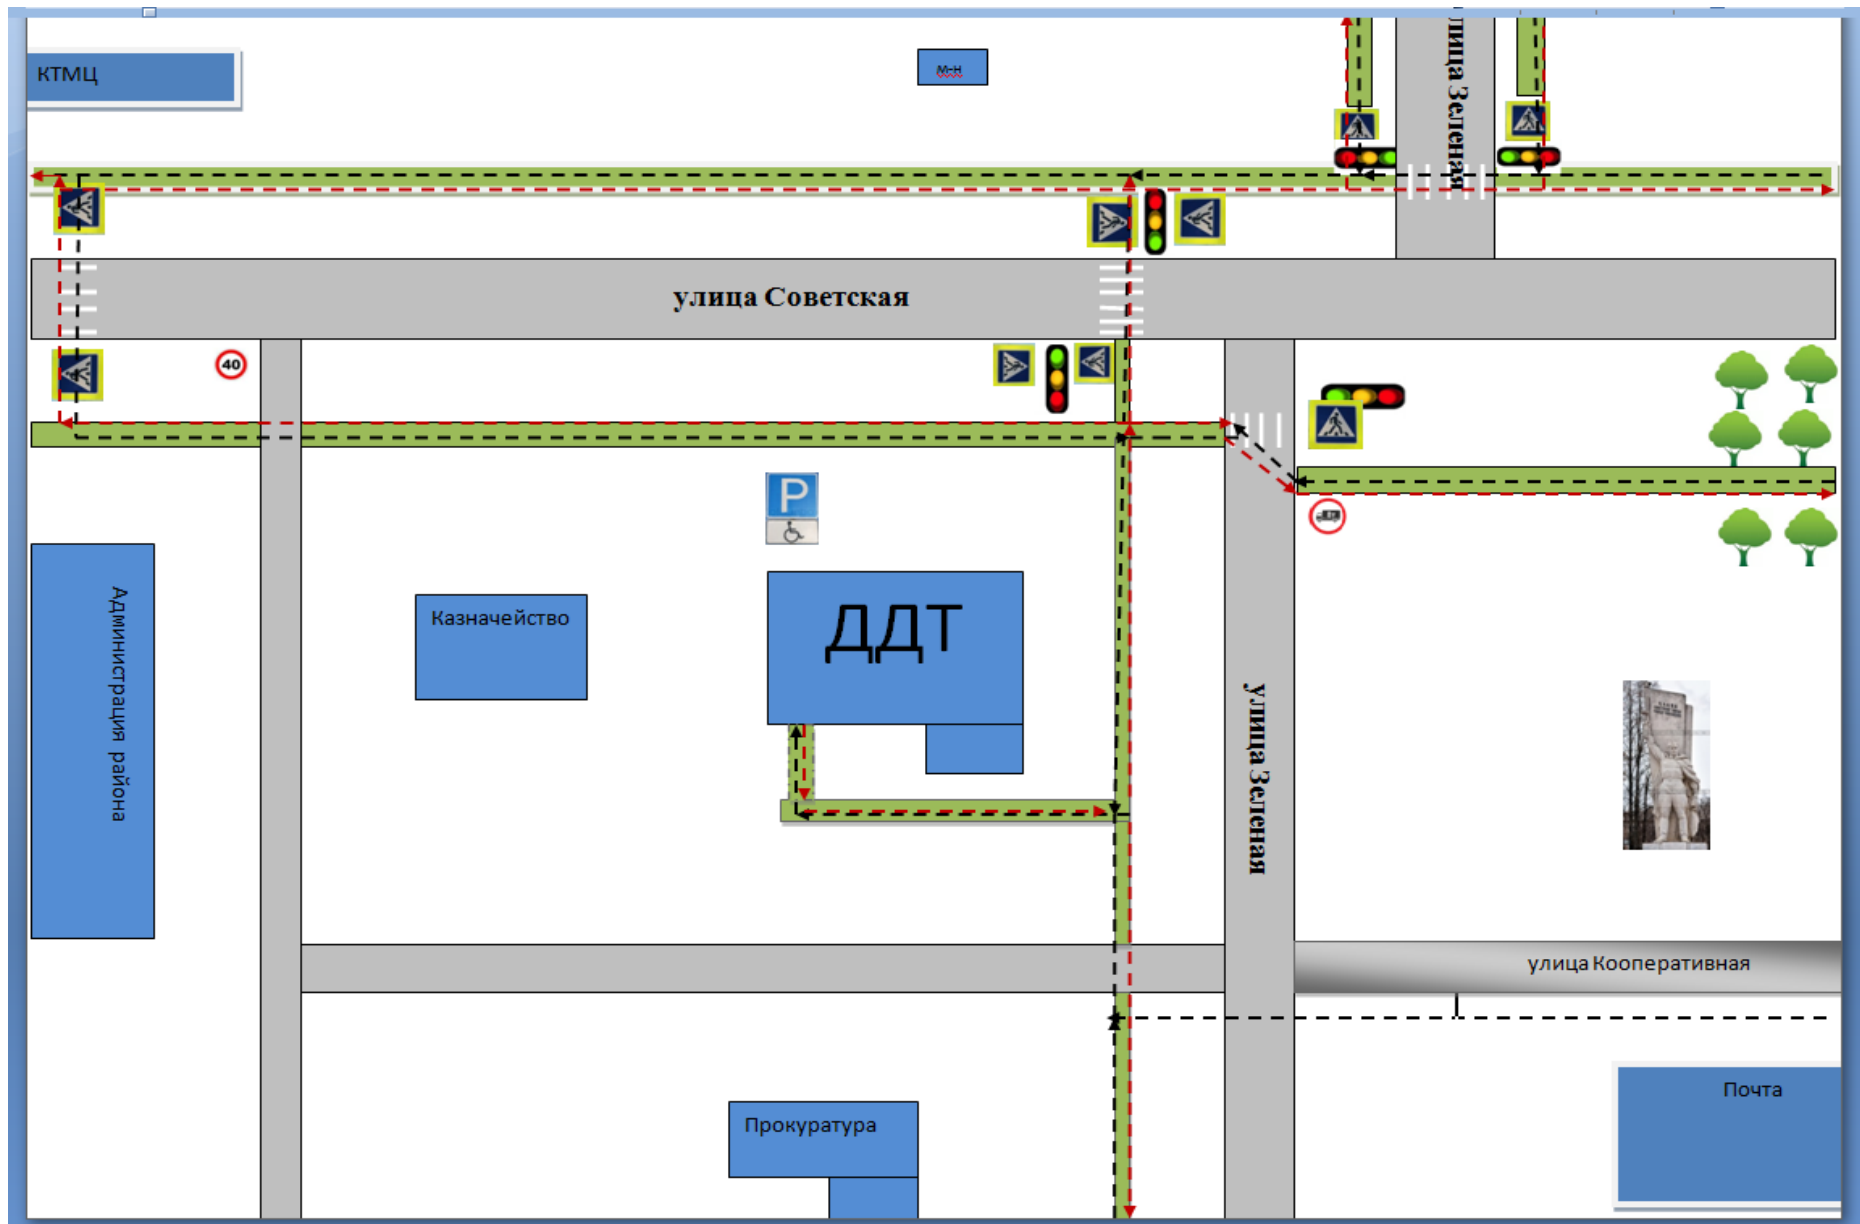 КТМЦ
м-н
улица Зеленая
улица Советская
40
P
Администрация района
Казначейство
ДДТ
улица Зеленая
улица Кооперативная
Прокуратура
Почта